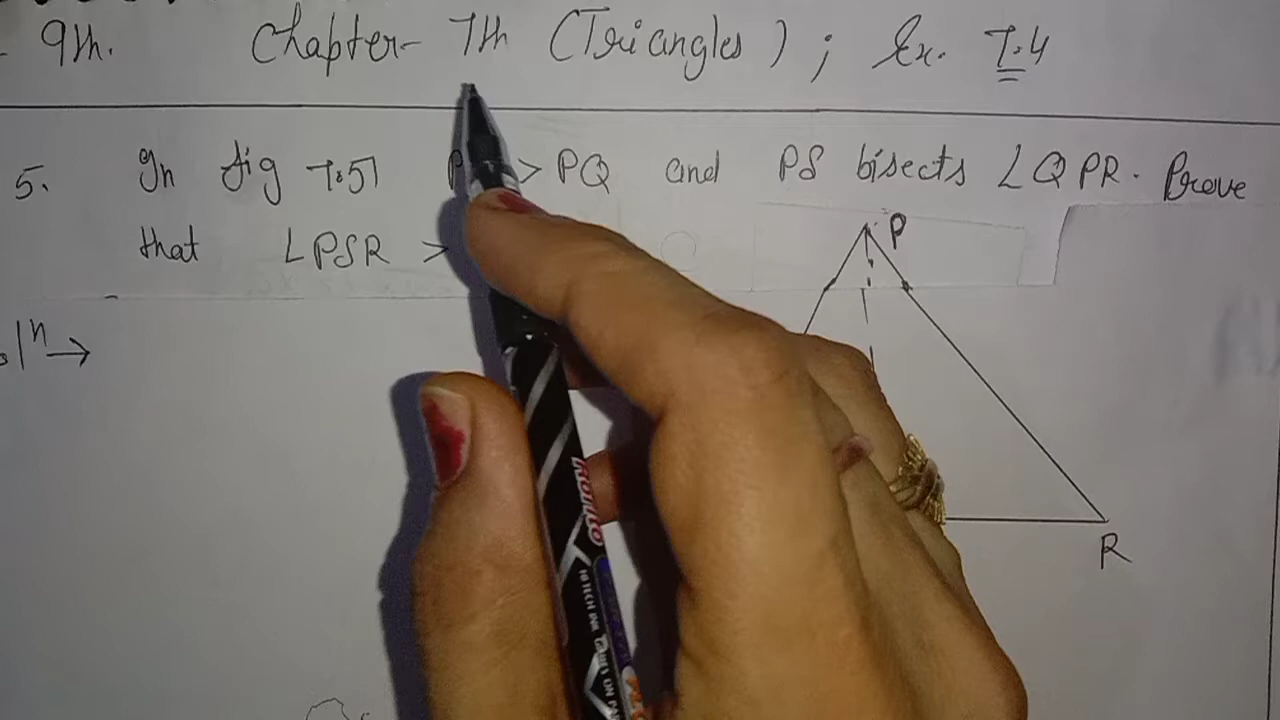 9th. Chapter- 7th (Triangles) ; Ex. 7.4
5. In fig 7.51 P > PQ and PS bisects ∠QPR. Prove
that ∠PSR >
P
R